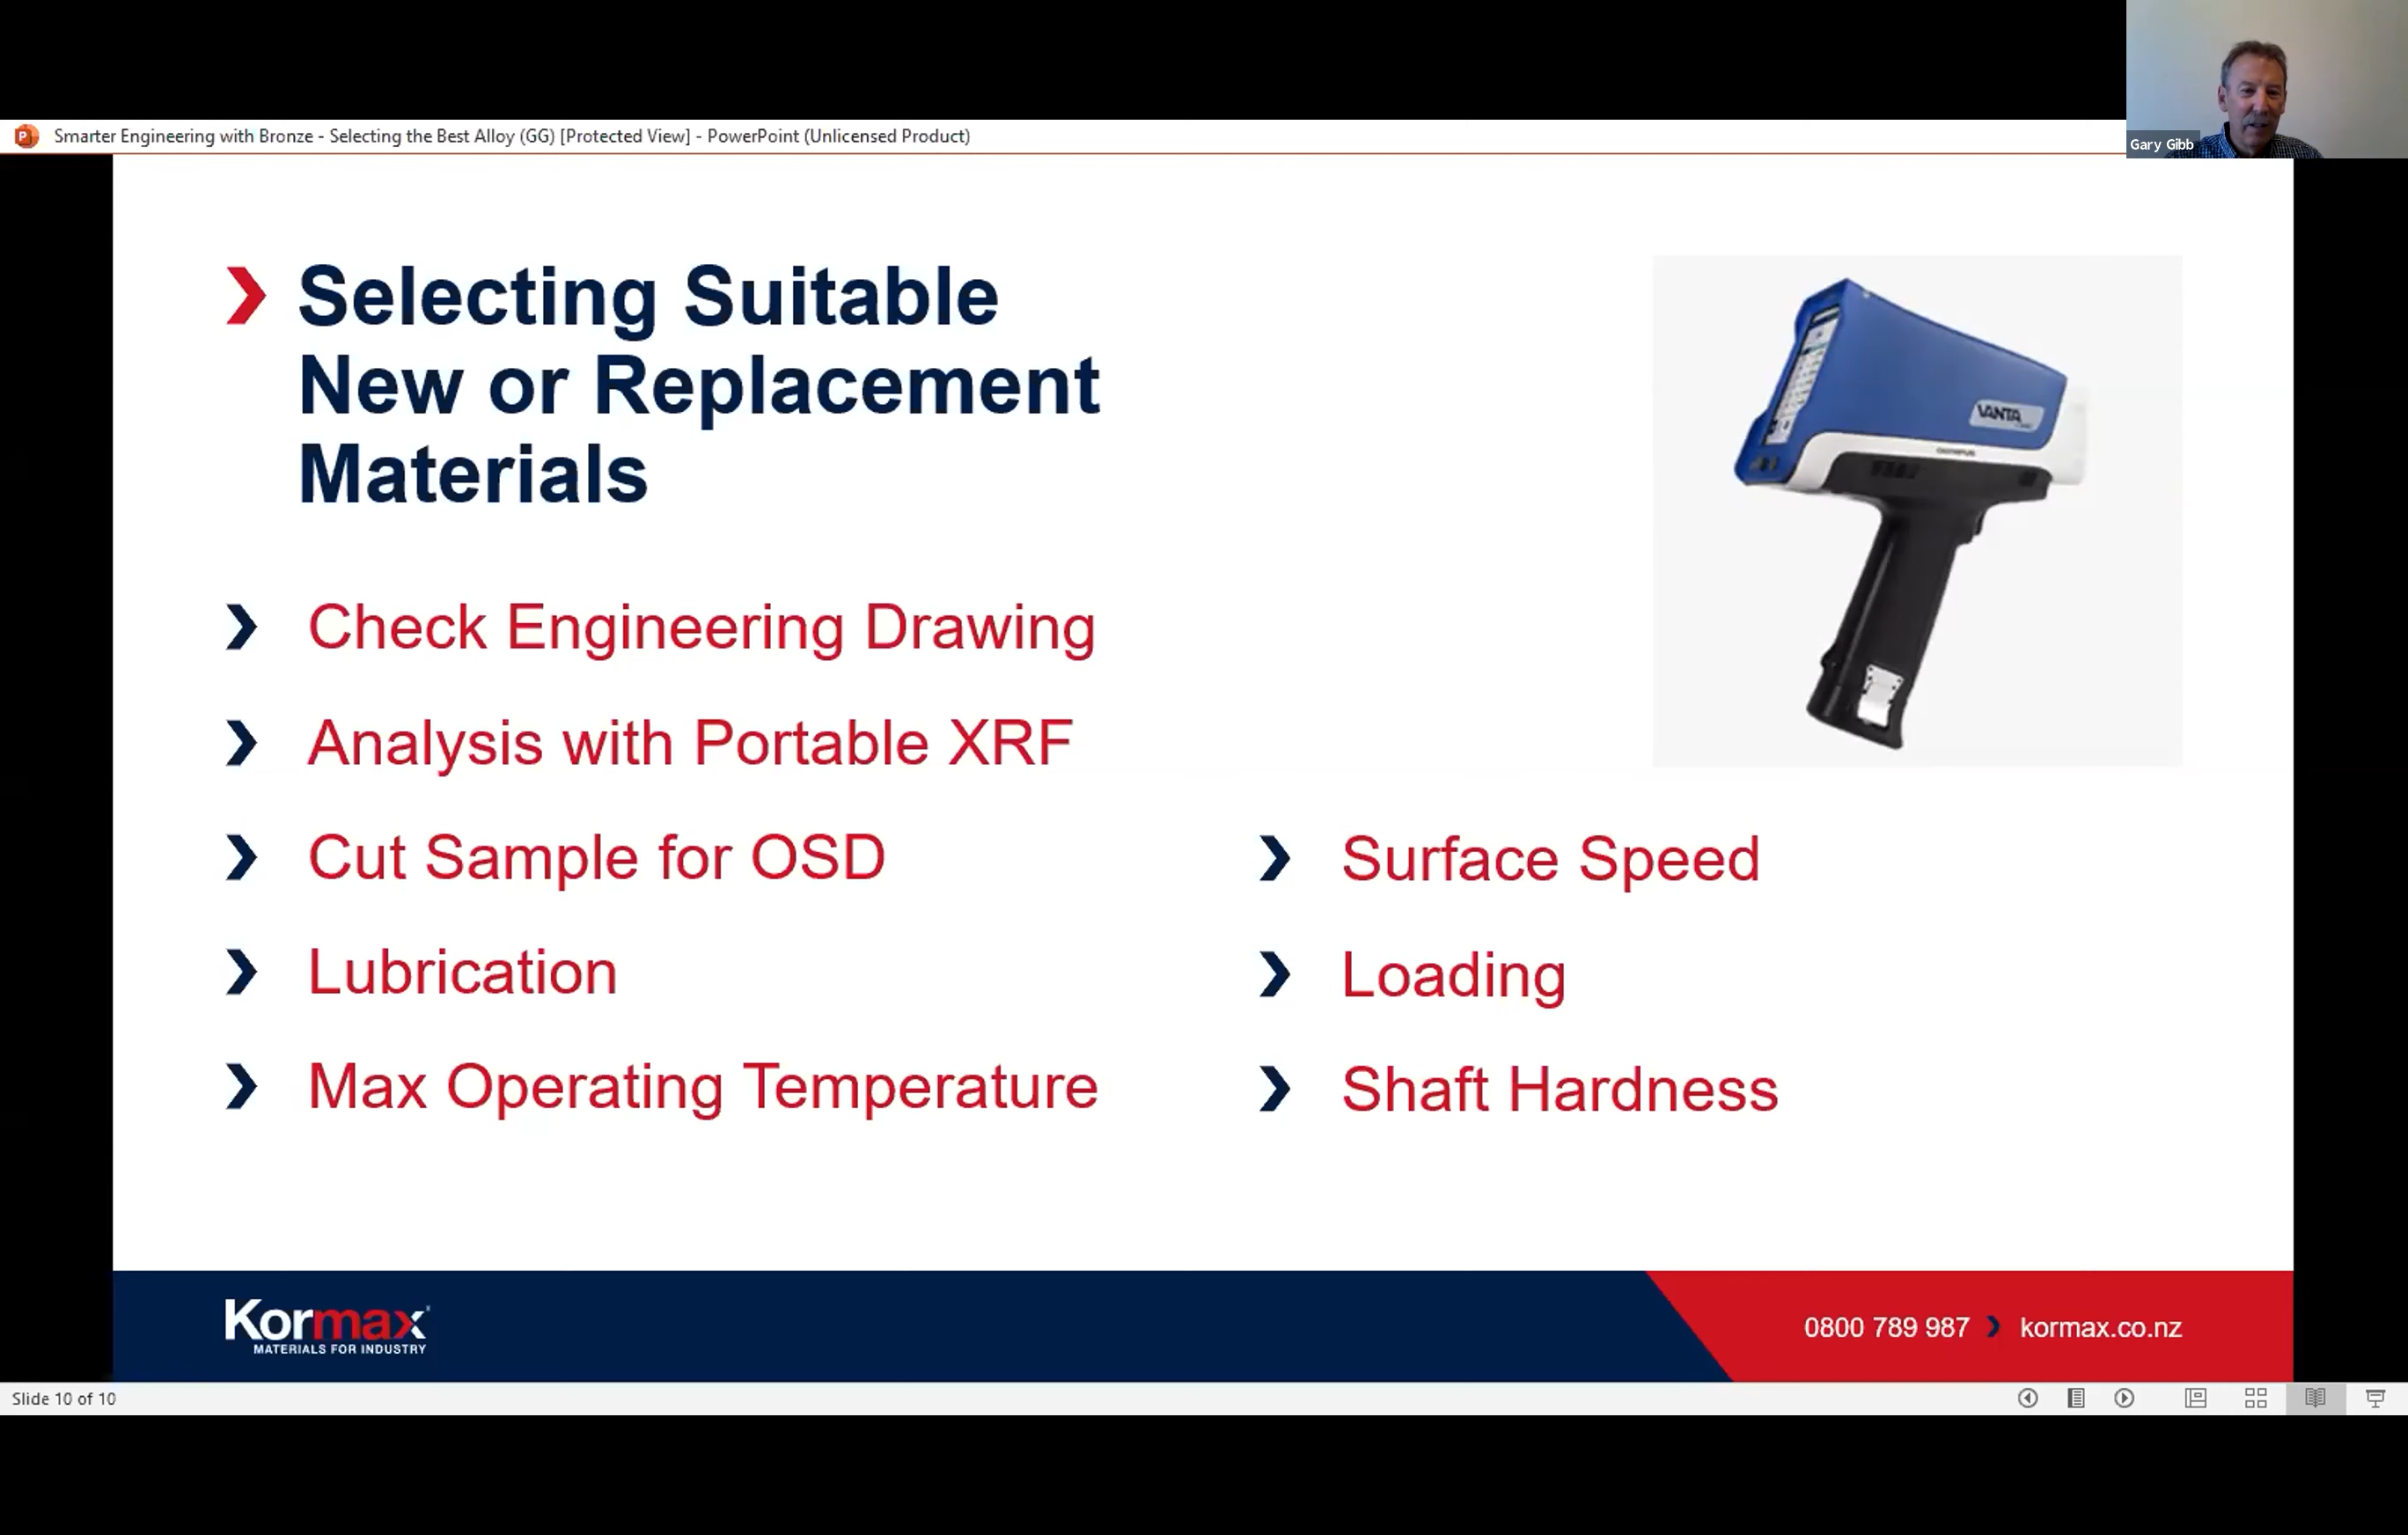 Gary Gibb
Smarter Engineering with Bronze - Selecting the Best Alloy (GG) [Protected View] - PowerPoint (Unlicensed Product)
Selecting Suitable
New or Replacement
Materials
VANTA
OLYMPUS
Check Engineering Drawing
Analysis with Portable XRF
Cut Sample for OSD
Lubrication
Max Operating Temperature
Surface Speed
Loading
Shaft Hardness
Kormax
MATERIALS FOR INDUSTRY
0800 789 987 kormax.co.nz
Slide 10 of 10